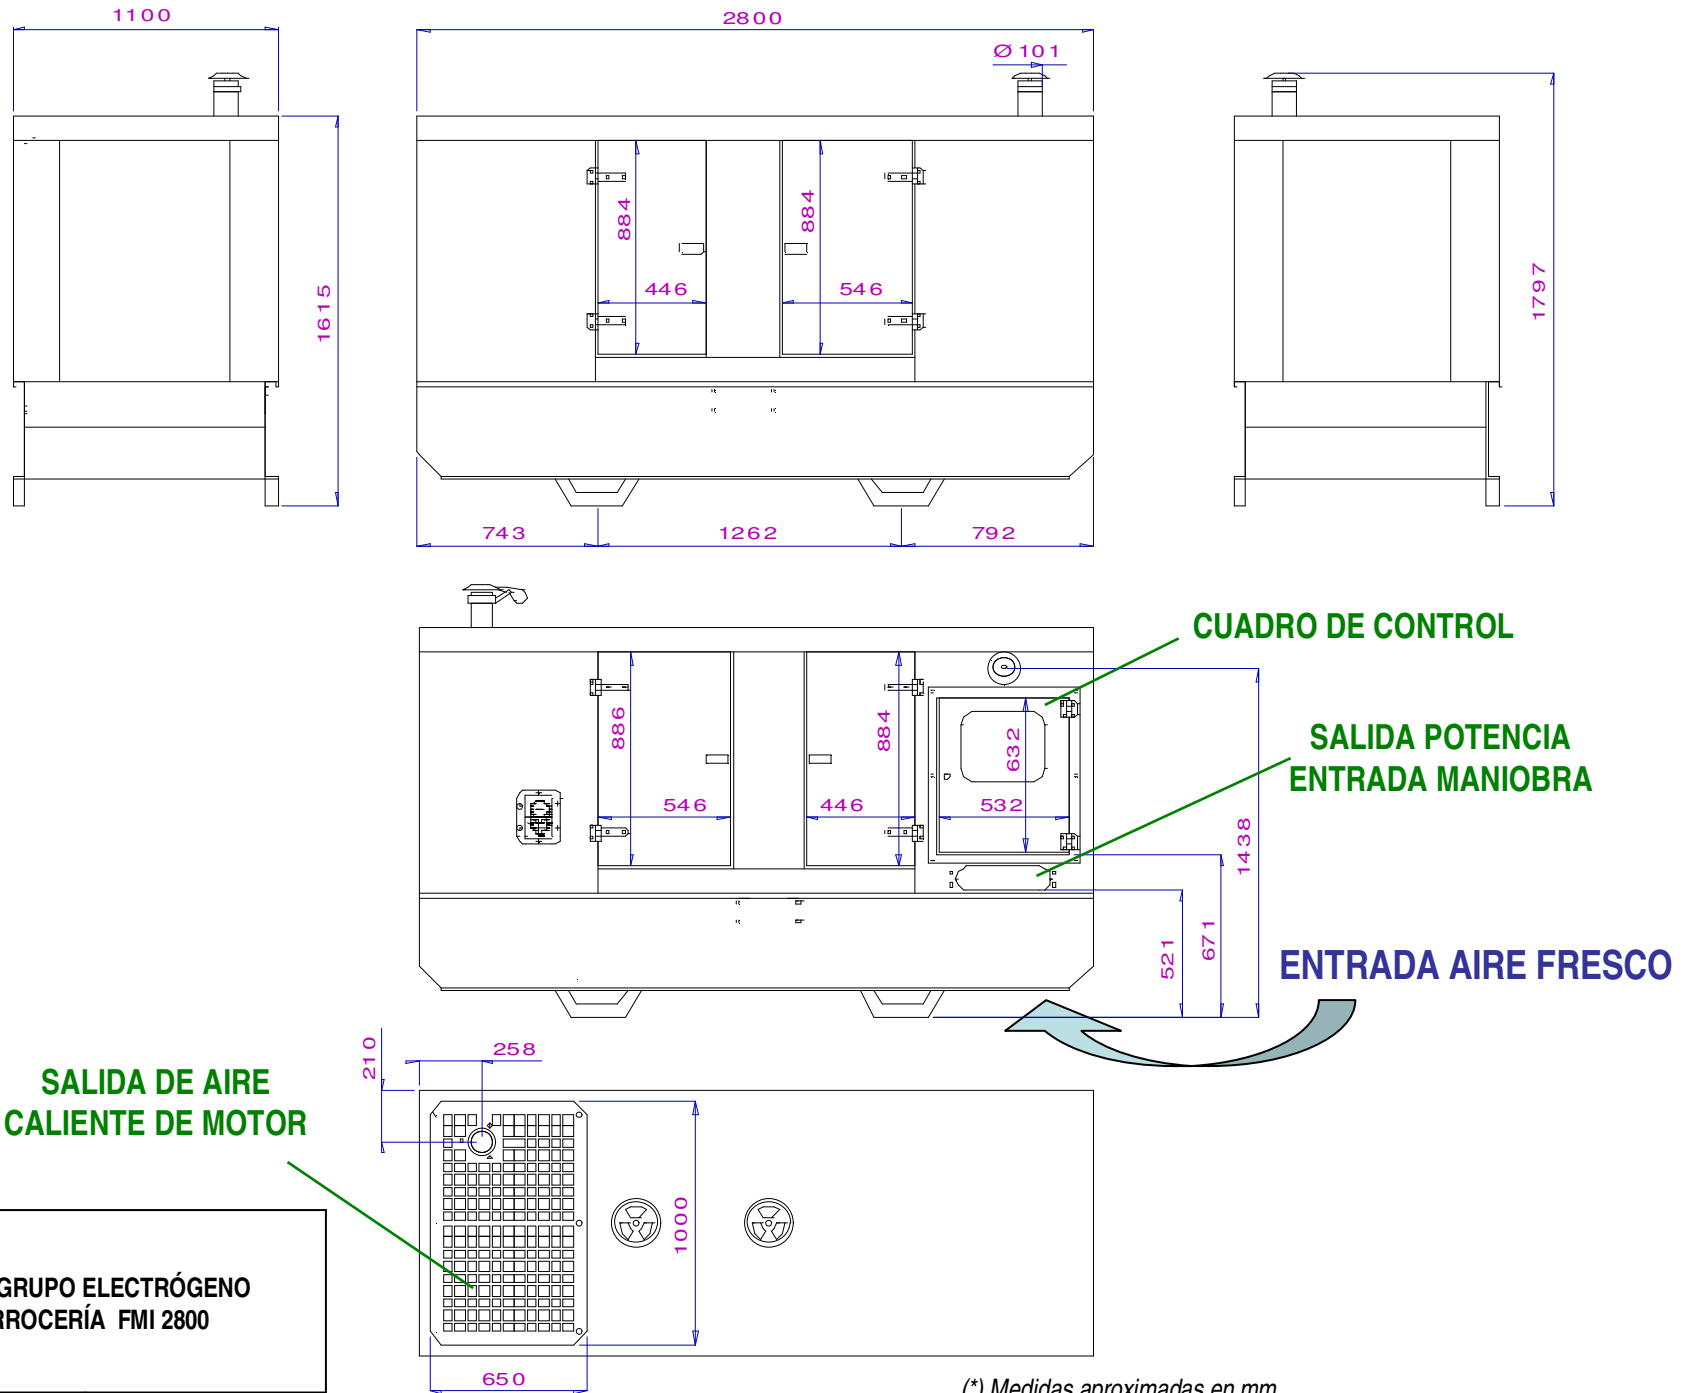 1100
2800
Ø 101
884
884
446
546
1615
1797
743
1262
792
CUADRO DE CONTROL
SALIDA POTENCIA
ENTRADA MANIOBRA
886
884
632
546
446
532
1438
671
521
ENTRADA AIRE FRESCO
210
258
SALIDA DE AIRE
CALIENTE DE MOTOR
1000
GRUPO ELECTRÓGENO
RROCERÍA FMI 2800
650
(*) Medidas aproximadas en mm